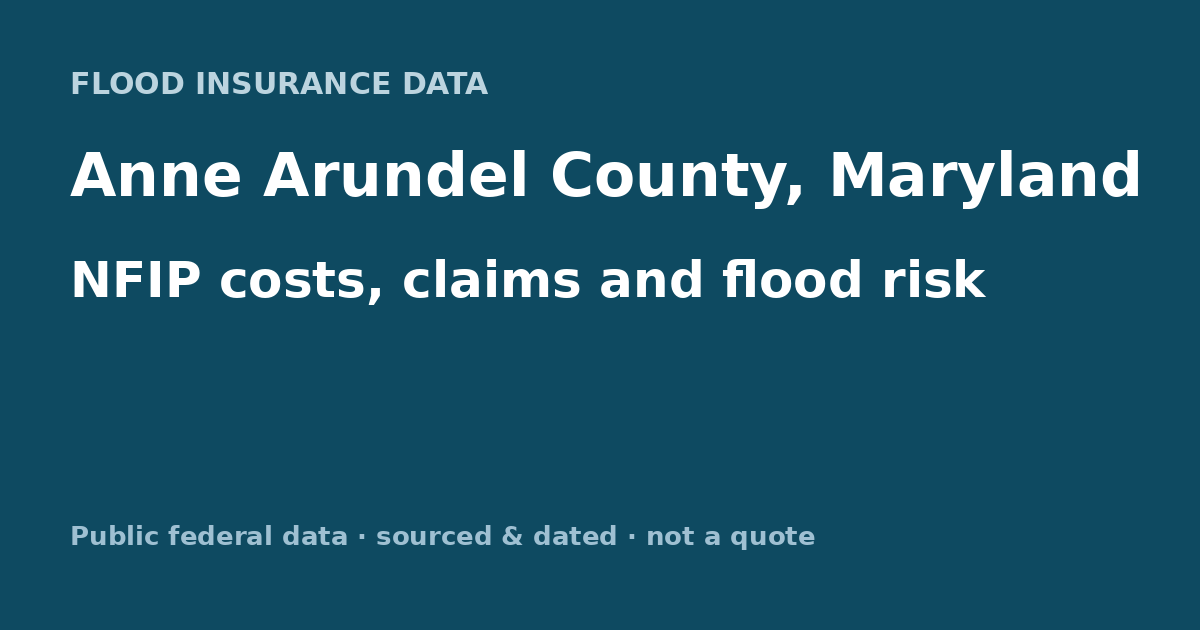 FLOOD INSURANCE DATA
Anne Arundel County, Maryland
NFIP costs, claims and flood risk
Public federal data · sourced & dated · not a quote